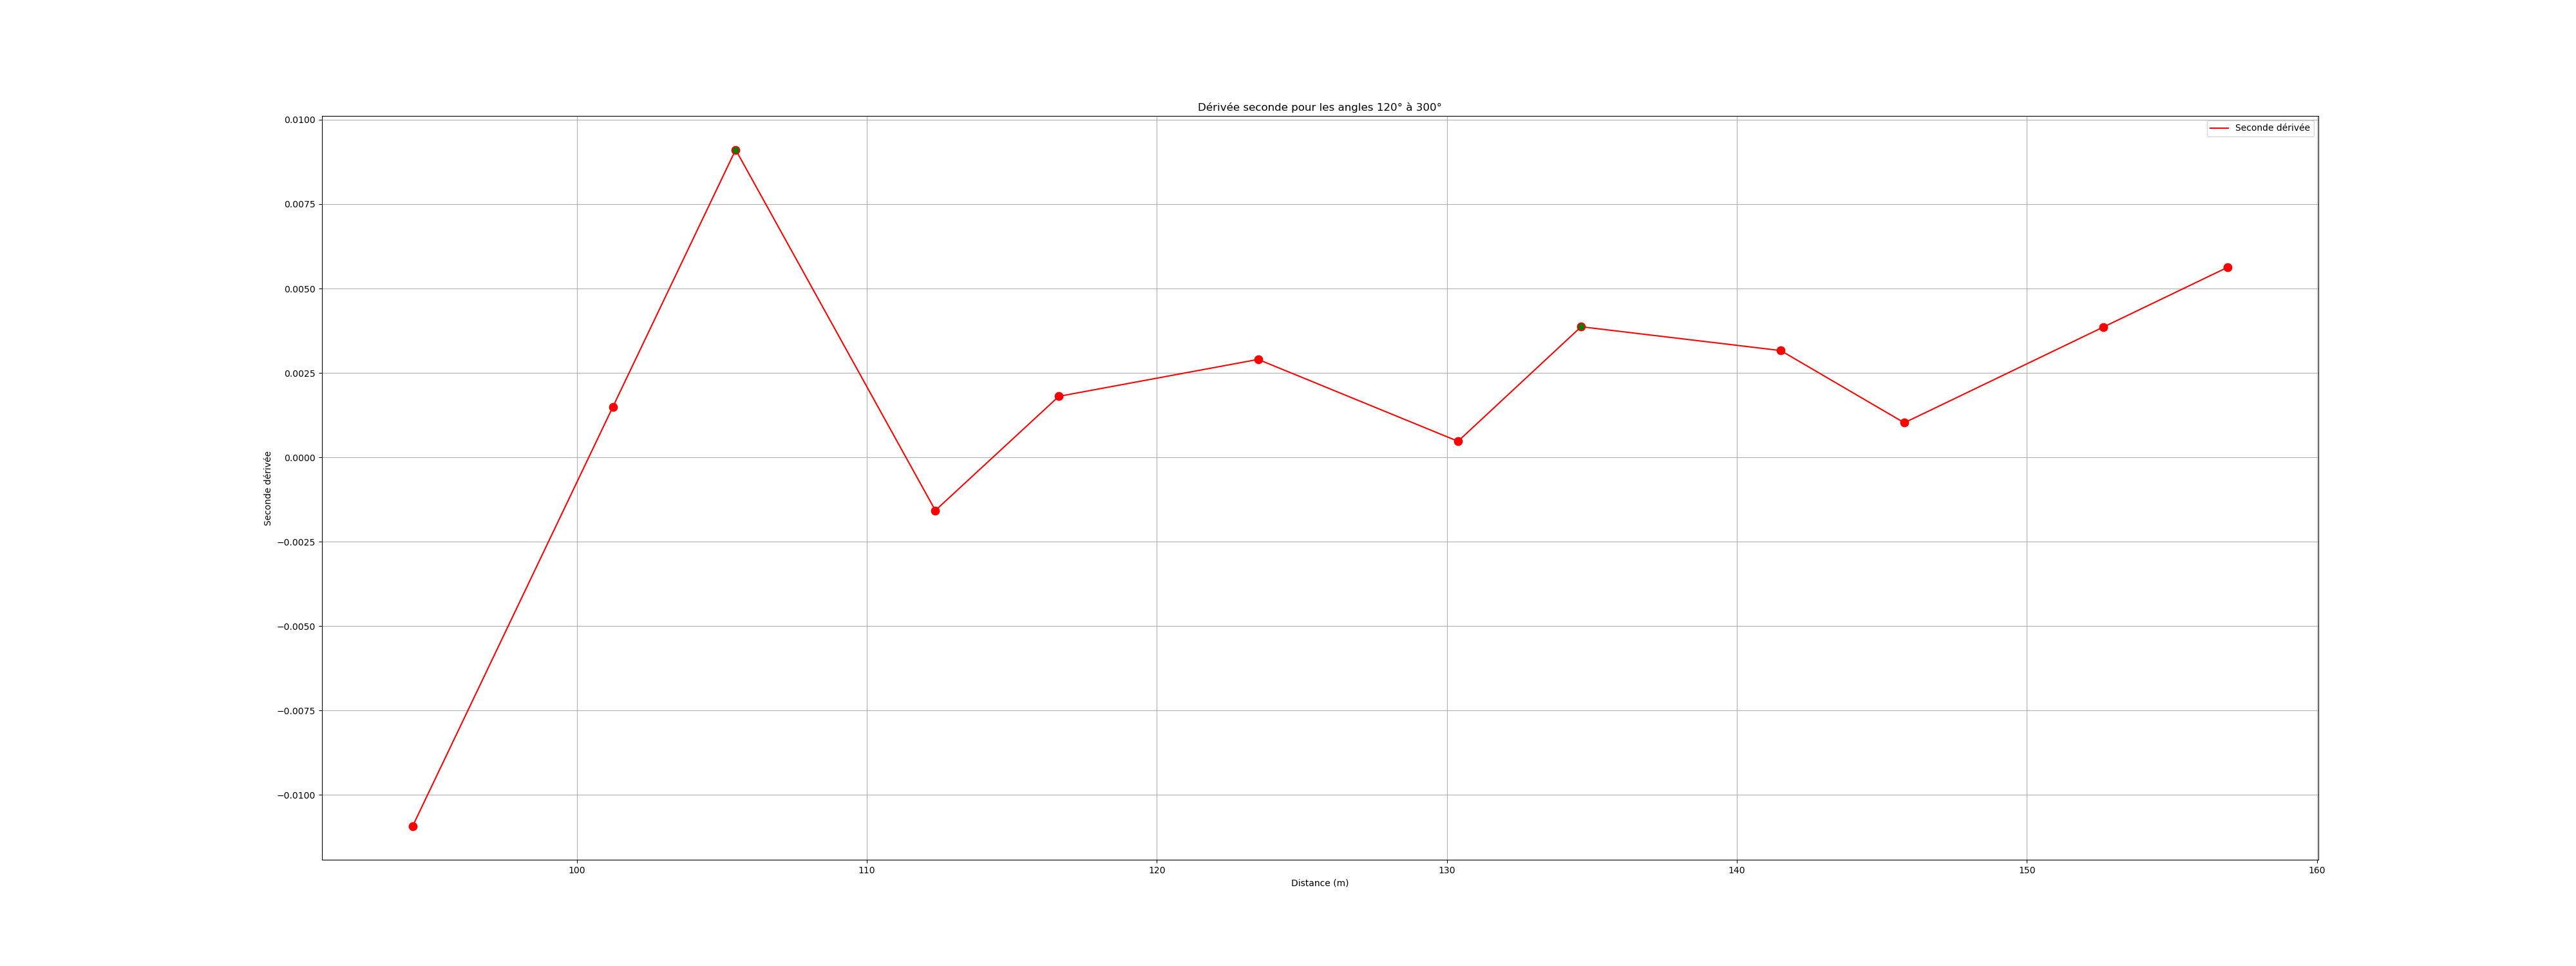 Dérivée seconde pour les angles 120° à 300°
Seconde dérivée
0.0100
0.0075
0.0050
0.0025
0.0000
−0.0025
−0.0050
−0.0075
−0.0100
Seconde dérivée
100 110 120 130 140 150 160
Distance (m)